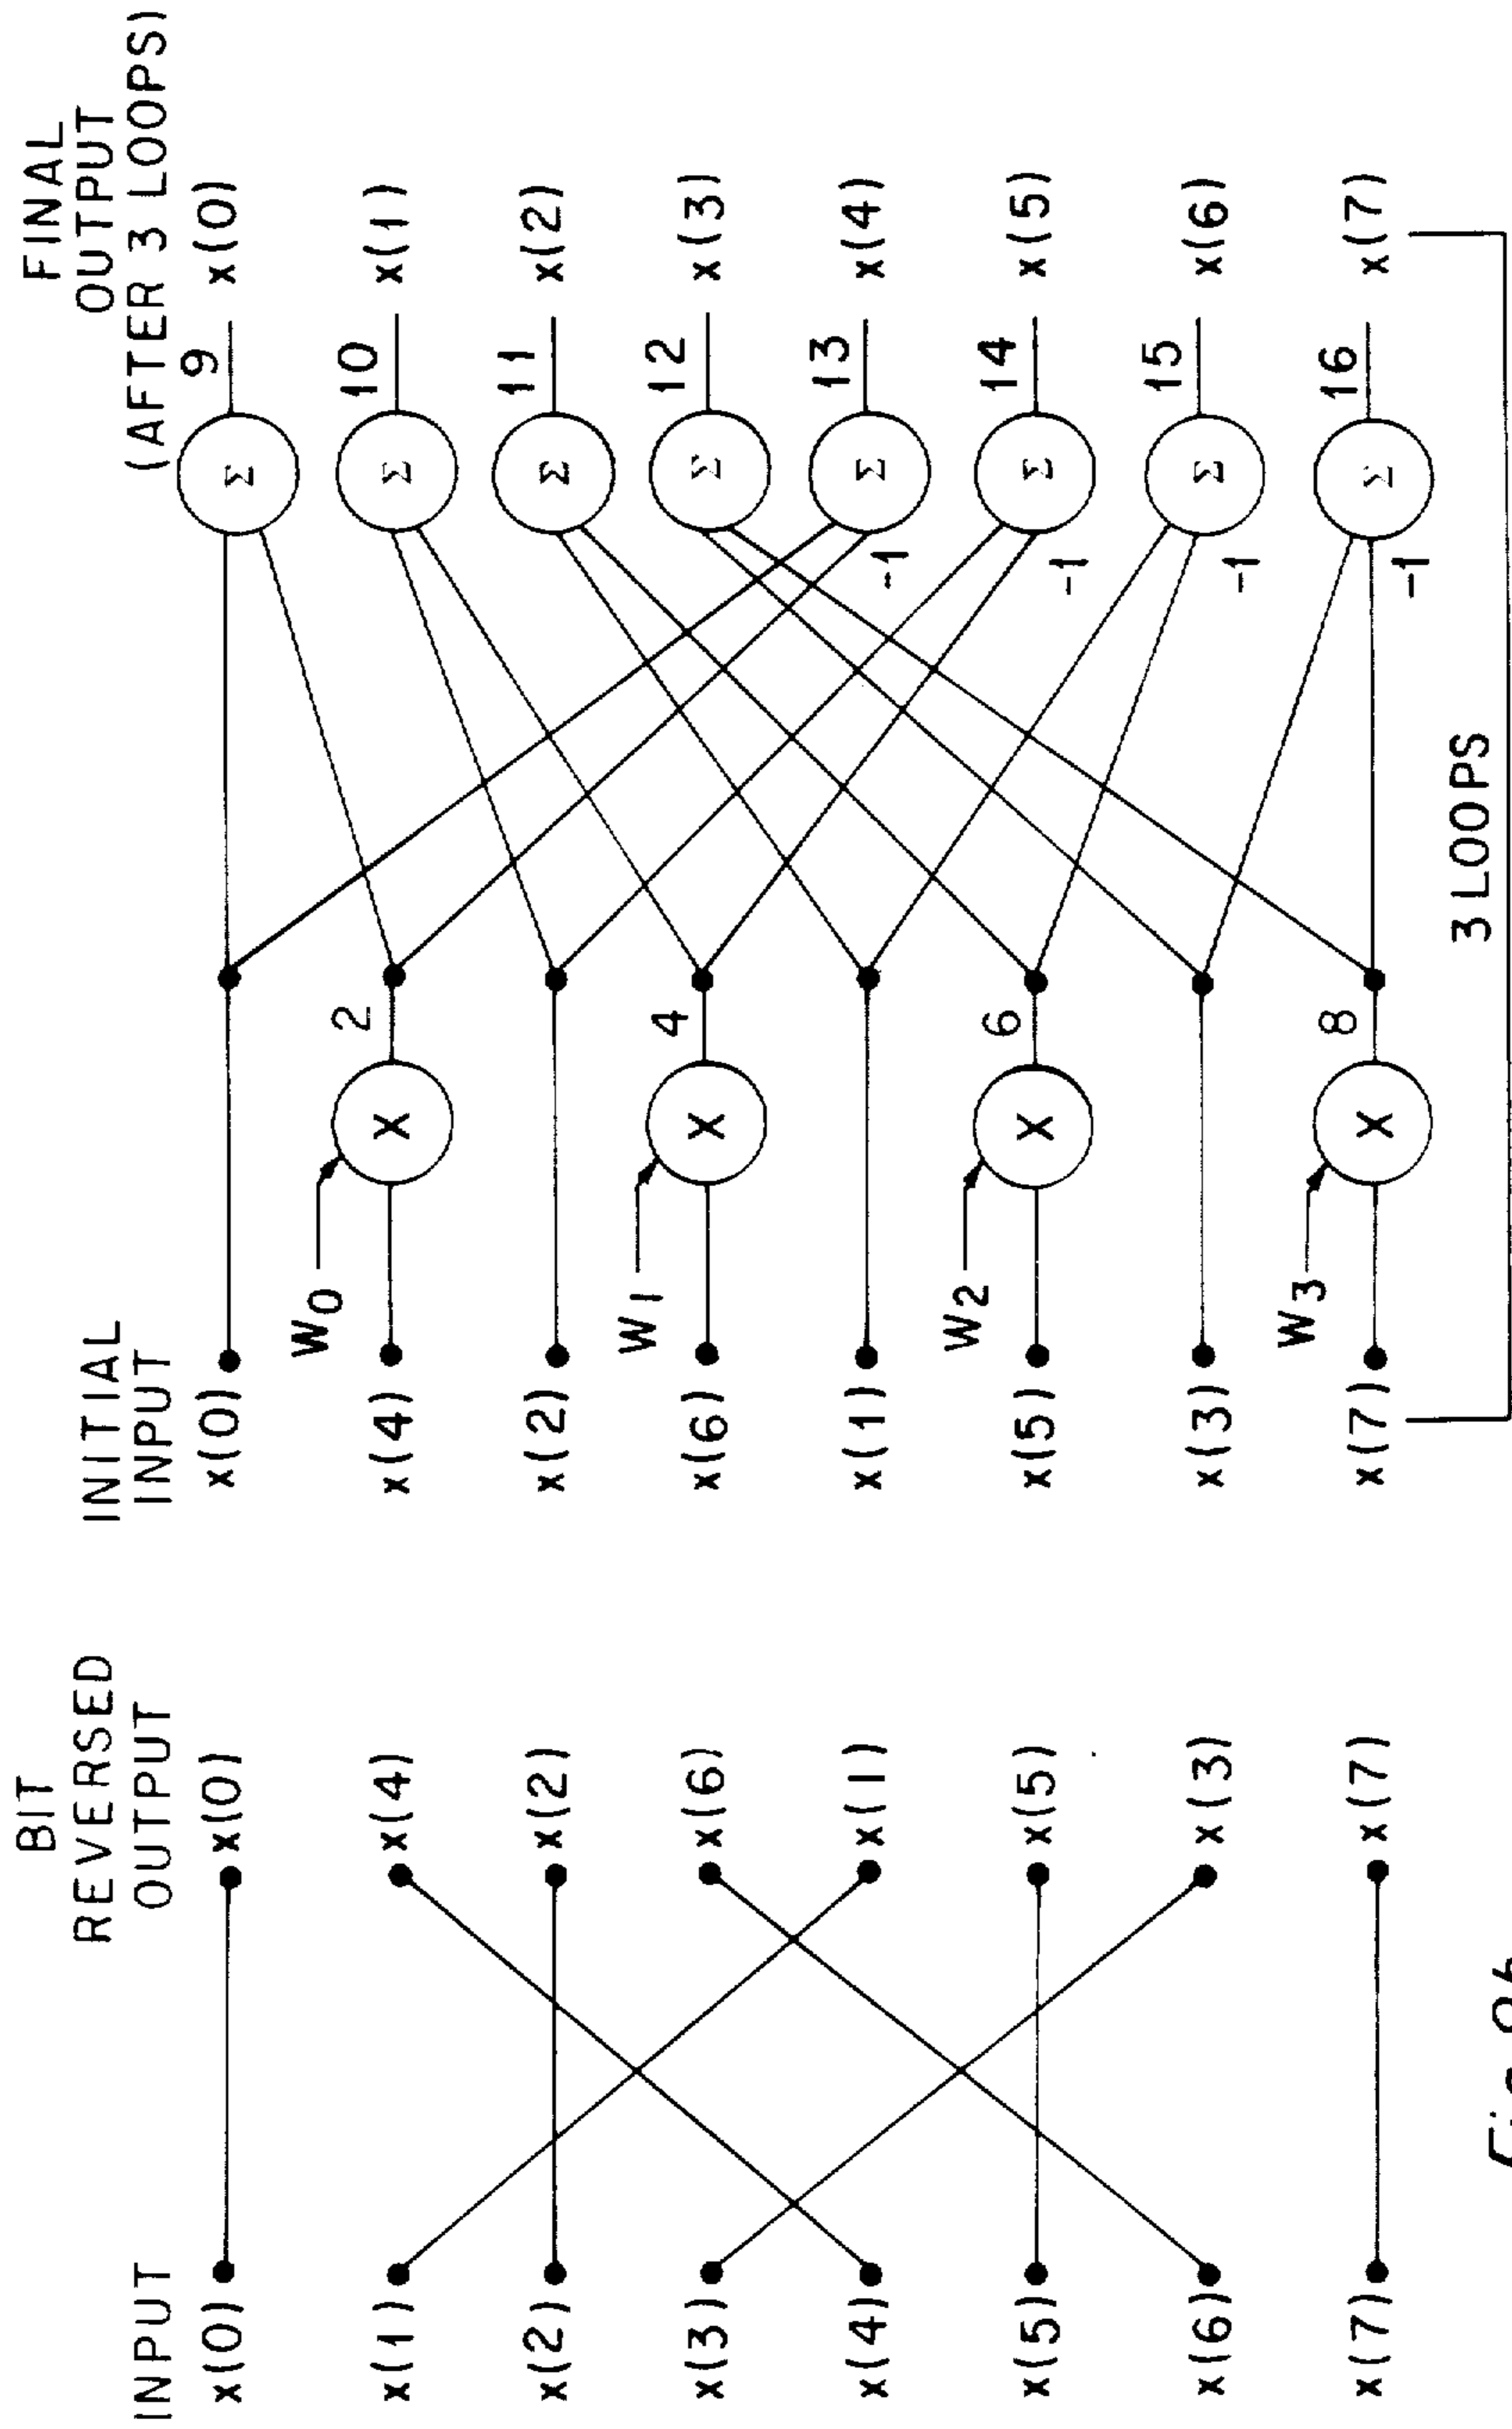 INPUT
x(0)
x(1)
x(2)
x(3)
x(4)
x(5)
x(6)
x(7)
BIT
REVERSED
OUTPUT
x(0)
x(4)
x(2)
x(6)
x(1)
x(5)
x(3)
x(7)
INITIAL
INPUT
x(0)
x(4)
x(2)
x(6)
x(1)
x(5)
x(3)
x(7)
W0
W1
W2
W3
X
X
X
X
2
4
6
8
Σ
Σ
Σ
Σ
Σ
Σ
Σ
Σ
-1
-1
-1
-1
9
10
11
12
13
14
15
16
FINAL
OUTPUT
(AFTER 3 LOOPS)
x(0)
x(1)
x(2)
x(3)
x(4)
x(5)
x(6)
x(7)
3 LOOPS